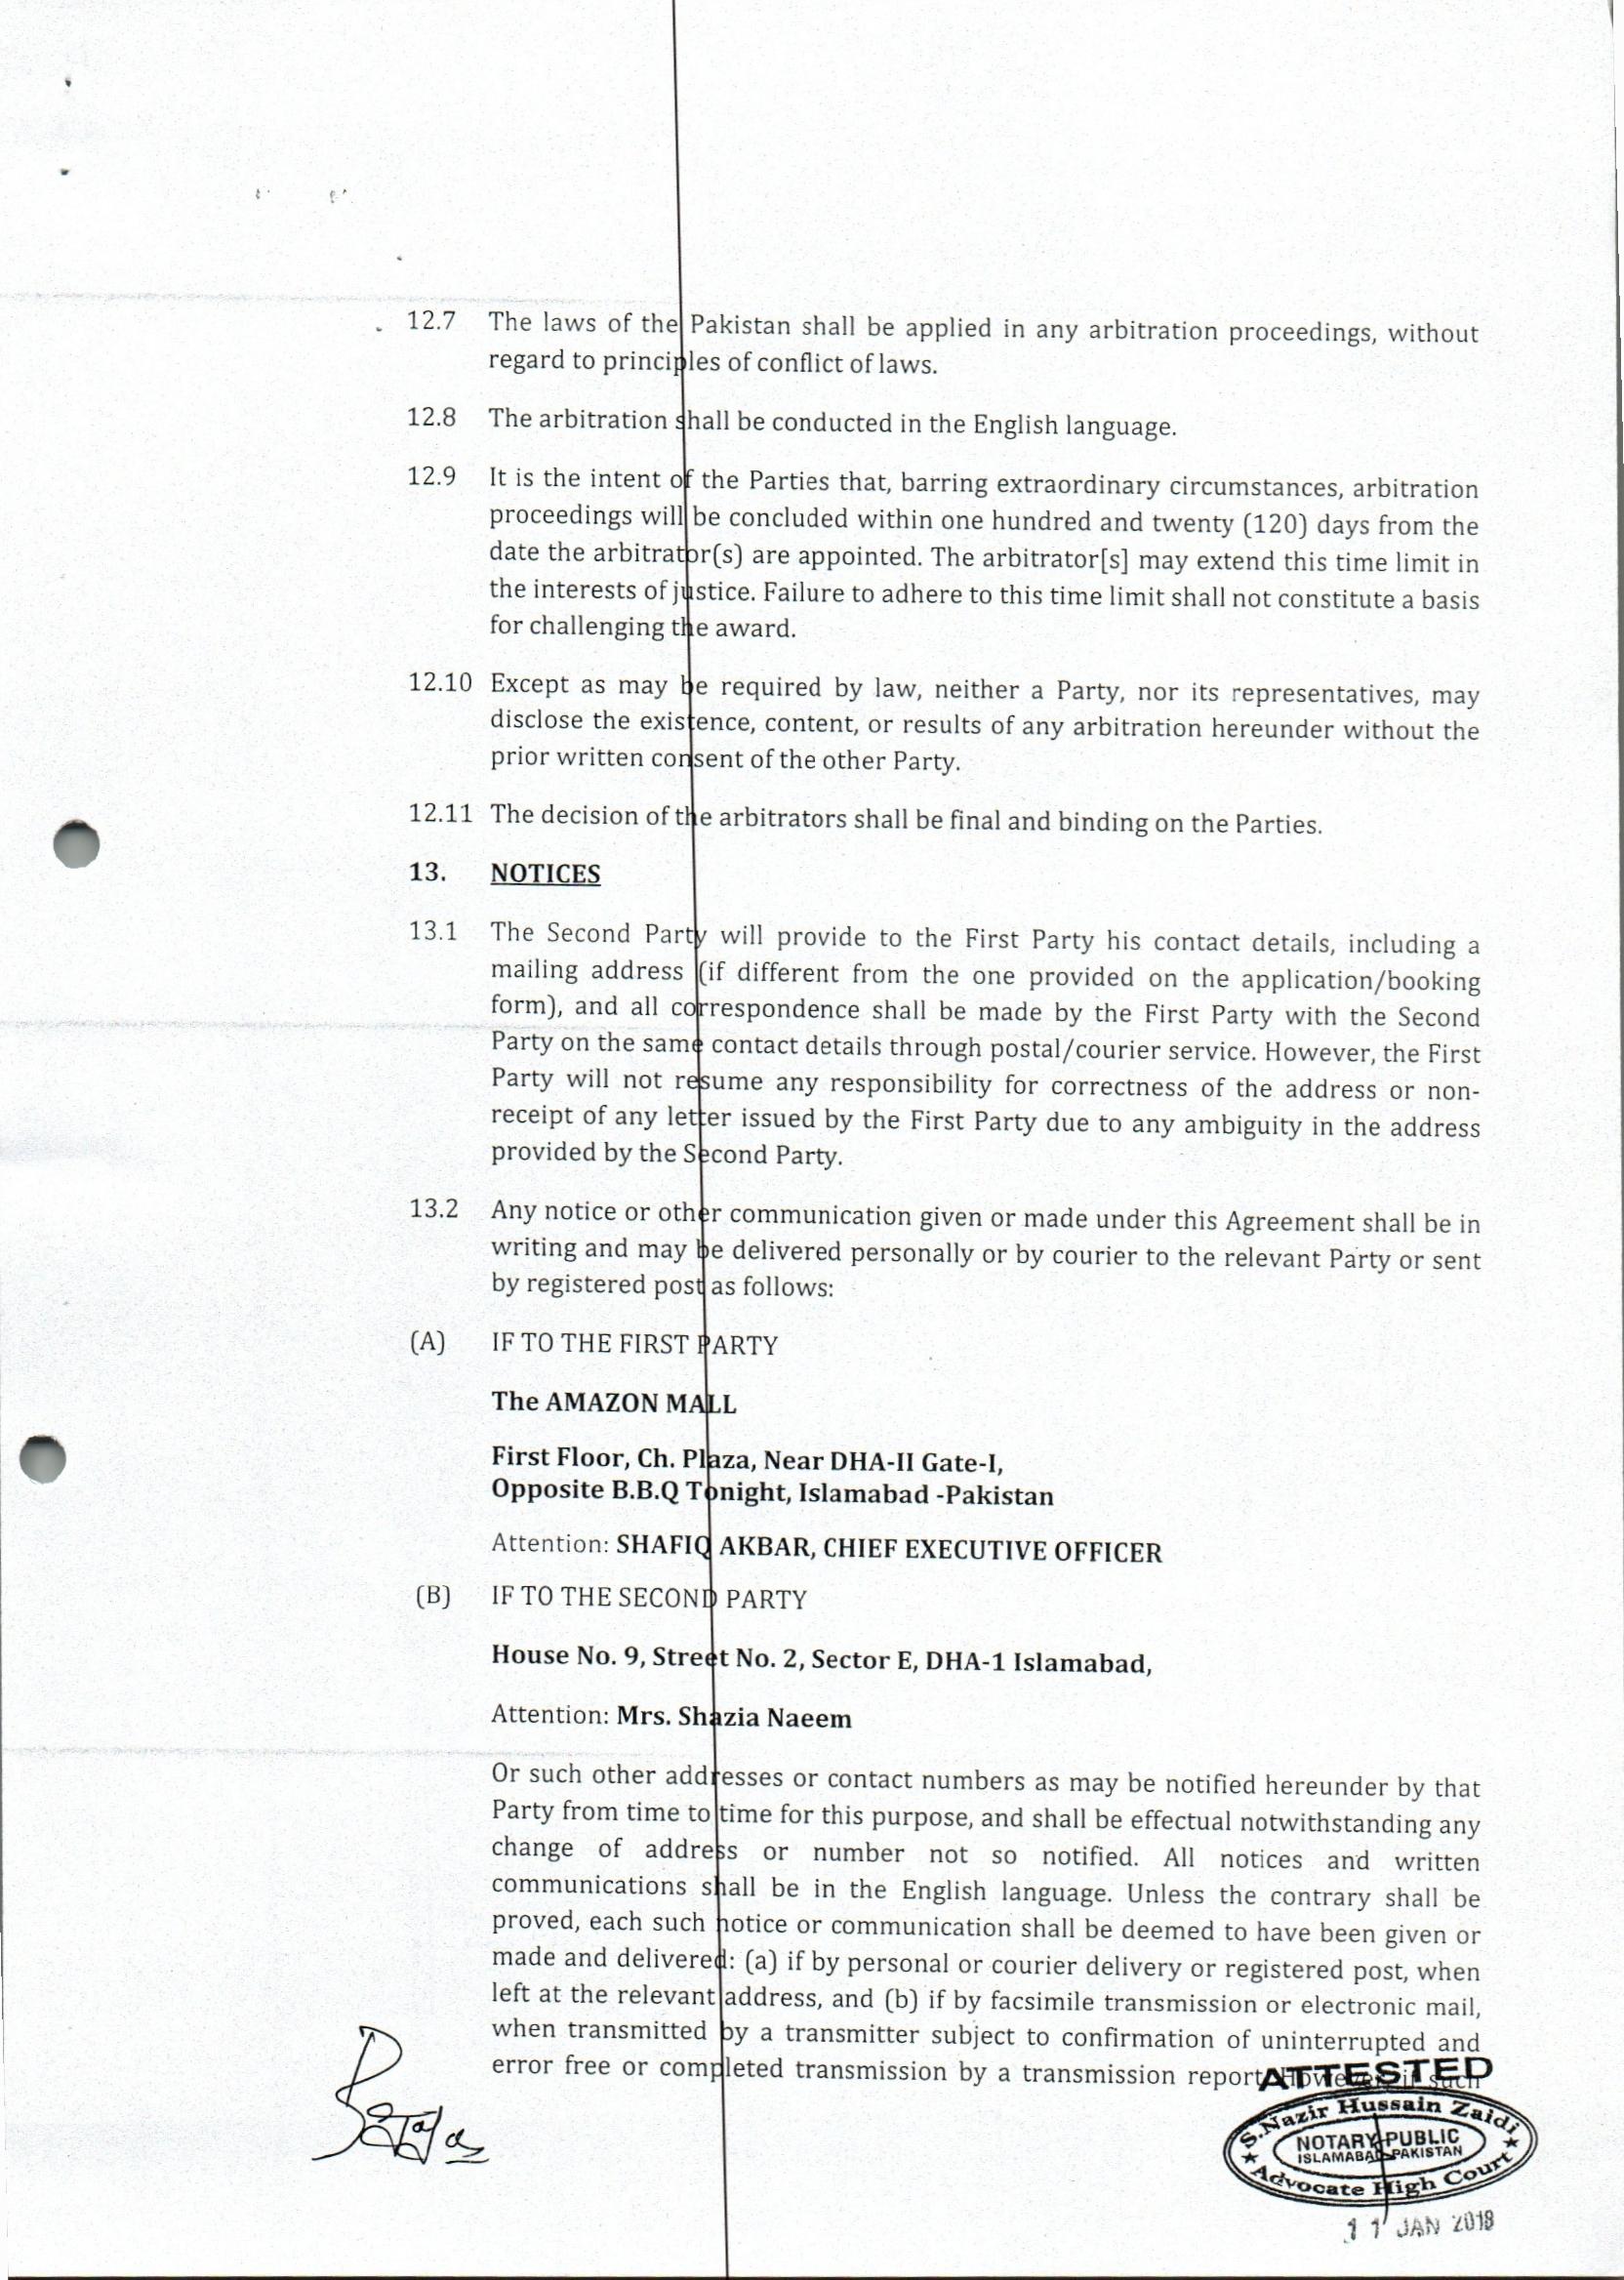 12.7 The laws of the Pakistan shall be applied in any arbitration proceedings, without
regard to principles of conflict of laws.
12.8 The arbitration shall be conducted in the English language.
12.9 It is the intent of the Parties that, barring extraordinary circumstances, arbitration
proceedings will be concluded within one hundred and twenty (120) days from the
date the arbitrator(s) are appointed. The arbitrator[s] may extend this time limit in
the interests of justice. Failure to adhere to this time limit shall not constitute a basis
for challenging the award.
12.10 Except as may be required by law, neither a Party, nor its representatives, may
disclose the existence, content, or results of any arbitration hereunder without the
prior written consent of the other Party.
12.11 The decision of the arbitrators shall be final and binding on the Parties.
13. NOTICES
13.1 The Second Party will provide to the First Party his contact details, including a
mailing address (if different from the one provided on the application/booking
form), and all correspondence shall be made by the First Party with the Second
Party on the same contact details through postal/courier service. However, the First
Party will not resume any responsibility for correctness of the address or non-
receipt of any letter issued by the First Party due to any ambiguity in the address
provided by the Second Party.
13.2 Any notice or other communication given or made under this Agreement shall be in
writing and may be delivered personally or by courier to the relevant Party or sent
by registered post as follows:
(A) IF TO THE FIRST PARTY
The AMAZON MALL
First Floor, Ch. Plaza, Near DHA-II Gate-I,
Opposite B.B.Q Tonight, Islamabad -Pakistan
Attention: SHAFIQ AKBAR, CHIEF EXECUTIVE OFFICER
(B) IF TO THE SECOND PARTY
House No. 9, Street No. 2, Sector E, DHA-1 Islamabad,
Attention: Mrs. Shazia Naeem
Or such other addresses or contact numbers as may be notified hereunder by that
Party from time to time for this purpose, and shall be effectual notwithstanding any
change of address or number not so notified. All notices and written
communications shall be in the English language. Unless the contrary shall be
proved, each such notice or communication shall be deemed to have been given or
made and delivered: (a) if by personal or courier delivery or registered post, when
left at the relevant address, and (b) if by facsimile transmission or electronic mail,
when transmitted by a transmitter subject to confirmation of uninterrupted and
error free or completed transmission by a transmission report. However, if such
ATTESTED
S.Nazir Hussain Zaidi
NOTARY PUBLIC
ISLAMABAD PAKISTAN
Advocate High Court
11 JAN 2018